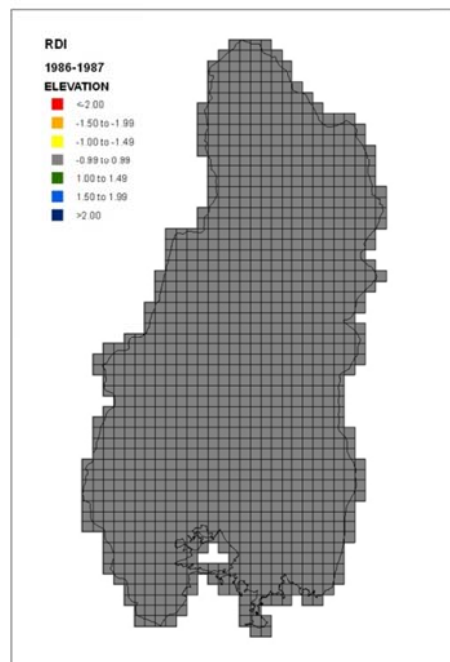 RDI
1986-1987
ELEVATION
<-2.00
-1.50 to -1.99
-1.00 to -1.49
-0.99 to 0.99
1.00 to 1.49
1.50 to 1.99
>2.00